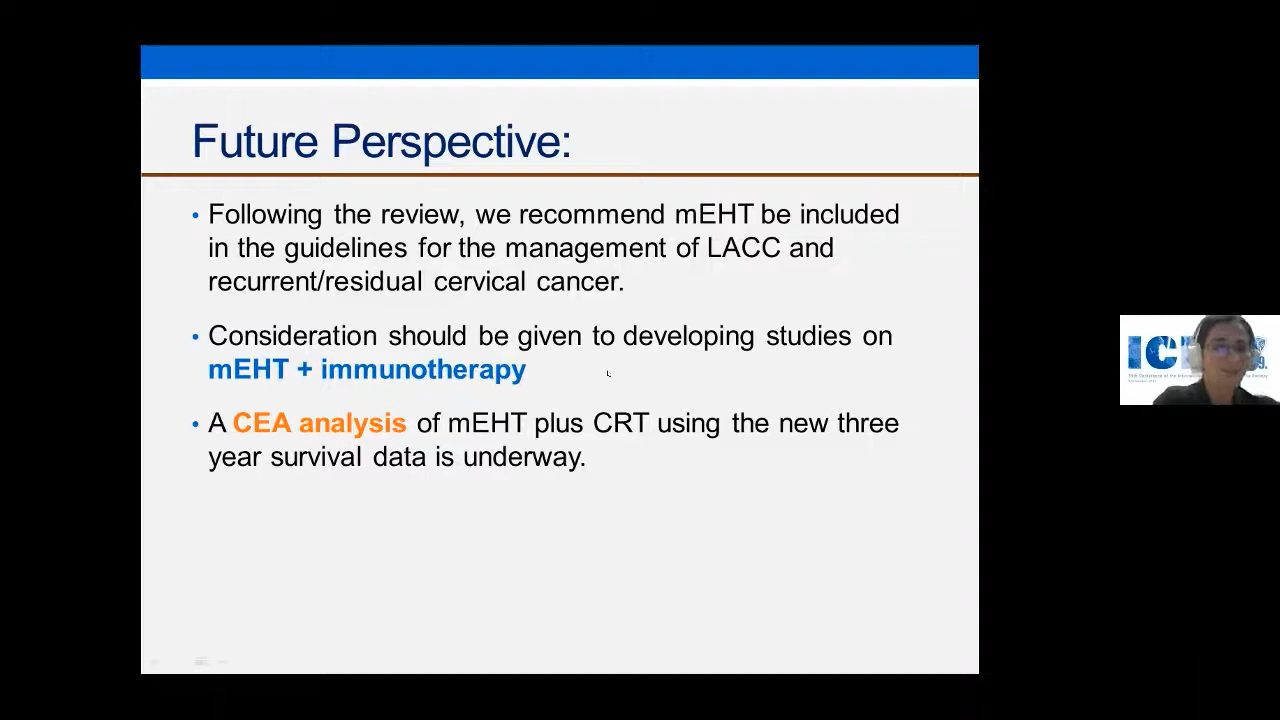 Future Perspective:
• Following the review, we recommend mEHT be included
in the guidelines for the management of LACC and
recurrent/residual cervical cancer.
• Consideration should be given to developing studies on
mEHT + immunotherapy
• A CEA analysis of mEHT plus CRT using the new three
year survival data is underway.